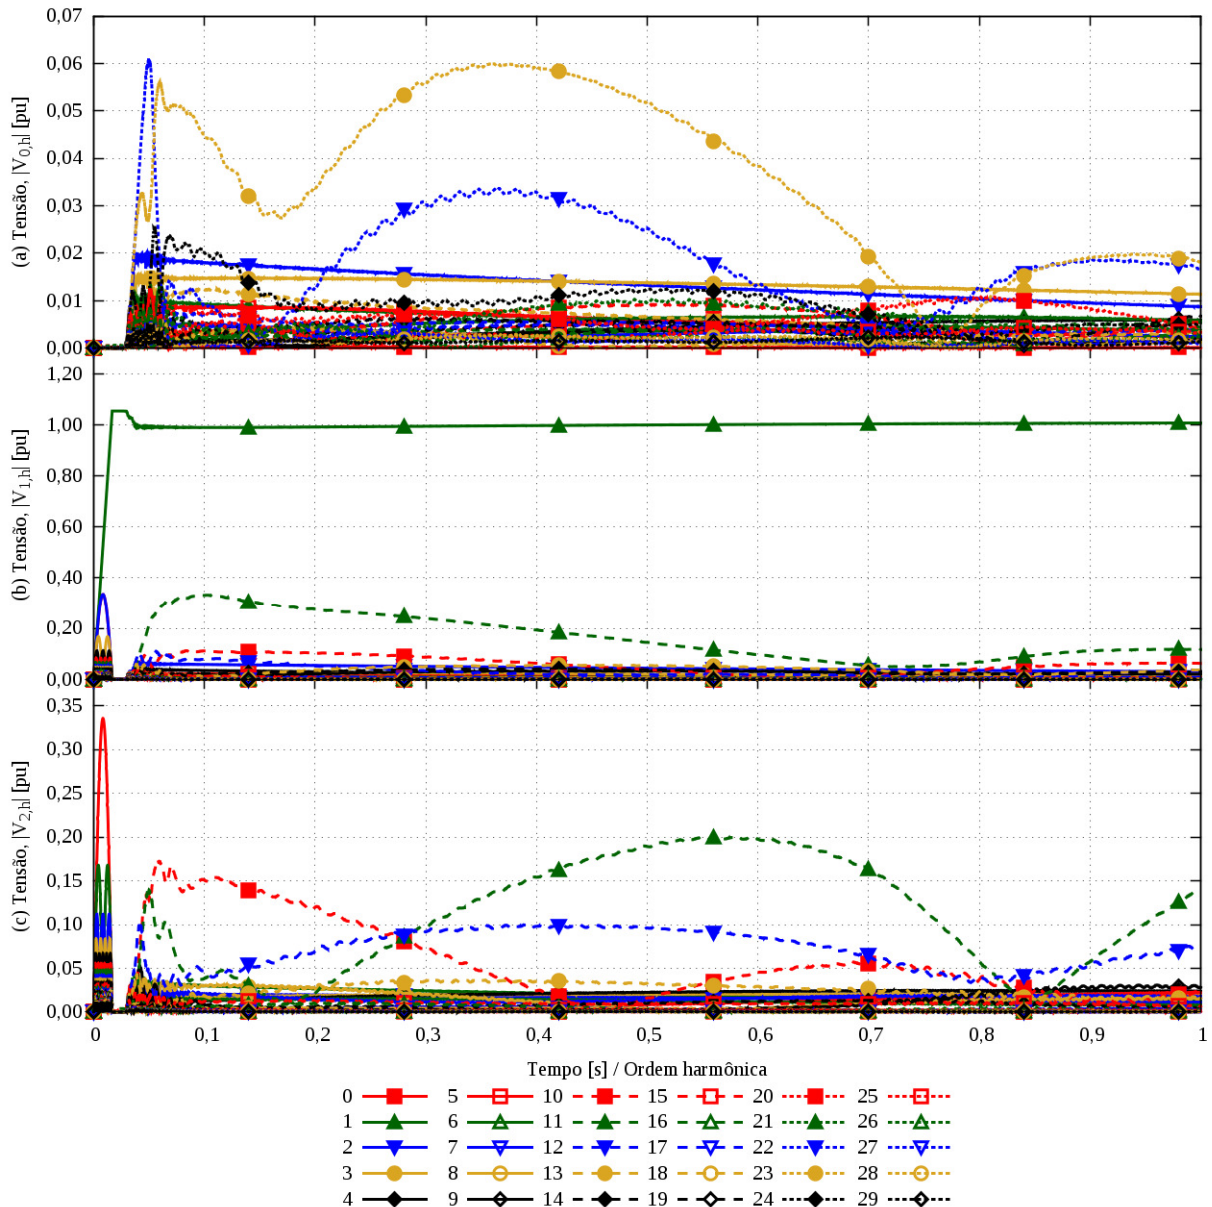 0,07
0,06
0,05
0,04
0,03
0,02
0,01
0,00
(a) Tensão, |V0,h| [pu]
1,20
1,00
0,80
0,60
0,40
0,20
0,00
(b) Tensão, |V1,h| [pu]
0,35
0,30
0,25
0,20
0,15
0,10
0,05
0,00
(c) Tensão, |V2,h| [pu]
0 0,1 0,2 0,3 0,4 0,5 0,6 0,7 0,8 0,9 1
Tempo [s] / Ordem harmônica
0 5 10 15 20 25
1 6 11 16 21 26
2 7 12 17 22 27
3 8 13 18 23 28
4 9 14 19 24 29